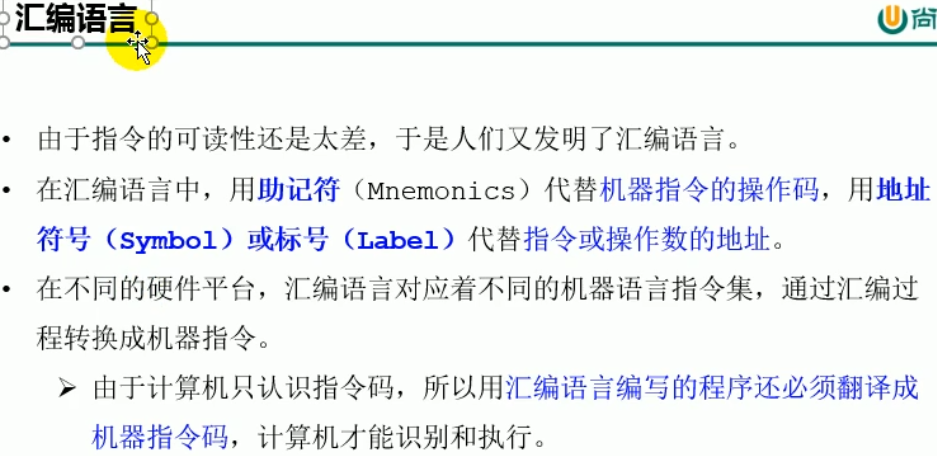 汇编语言
尚
• 由于指令的可读性还是太差，于是人们又发明了汇编语言。
• 在汇编语言中，用助记符（Mnemonics）代替机器指令的操作码，用地址
符号（Symbol）或标号（Label）代替指令或操作数的地址。
• 在不同的硬件平台，汇编语言对应着不同的机器语言指令集，通过汇编过
程转换成机器指令。
➢ 由于计算机只认识指令码，所以用汇编语言编写的程序还必须翻译成
机器指令码，计算机才能识别和执行。